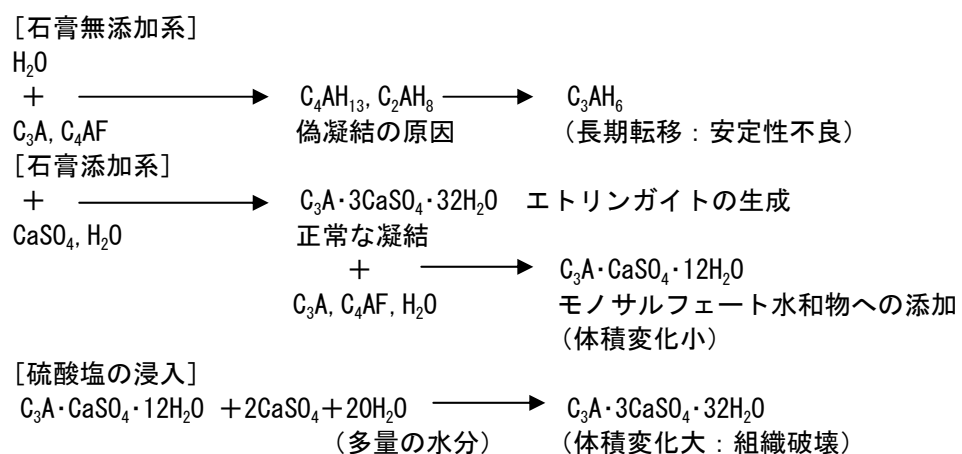 [石膏無添加系]
H₂O
+ ⟶ C₄AH₁₃, C₂AH₈ ⟶ C₃AH₆
C₃A, C₄AF 偽凝結の原因 (長期転移：安定性不良)
[石膏添加系]
+ ⟶ C₃A·3CaSO₄·32H₂O エトリンガイトの生成
CaSO₄, H₂O 正常な凝結
+ ⟶ C₃A·CaSO₄·12H₂O
C₃A, C₄AF, H₂O モノサルフェート水和物への添加
(体積変化小)
[硫酸塩の浸入]
C₃A·CaSO₄·12H₂O +2CaSO₄+20H₂O ⟶ C₃A·3CaSO₄·32H₂O
(多量の水分) (体積変化大：組織破壊)